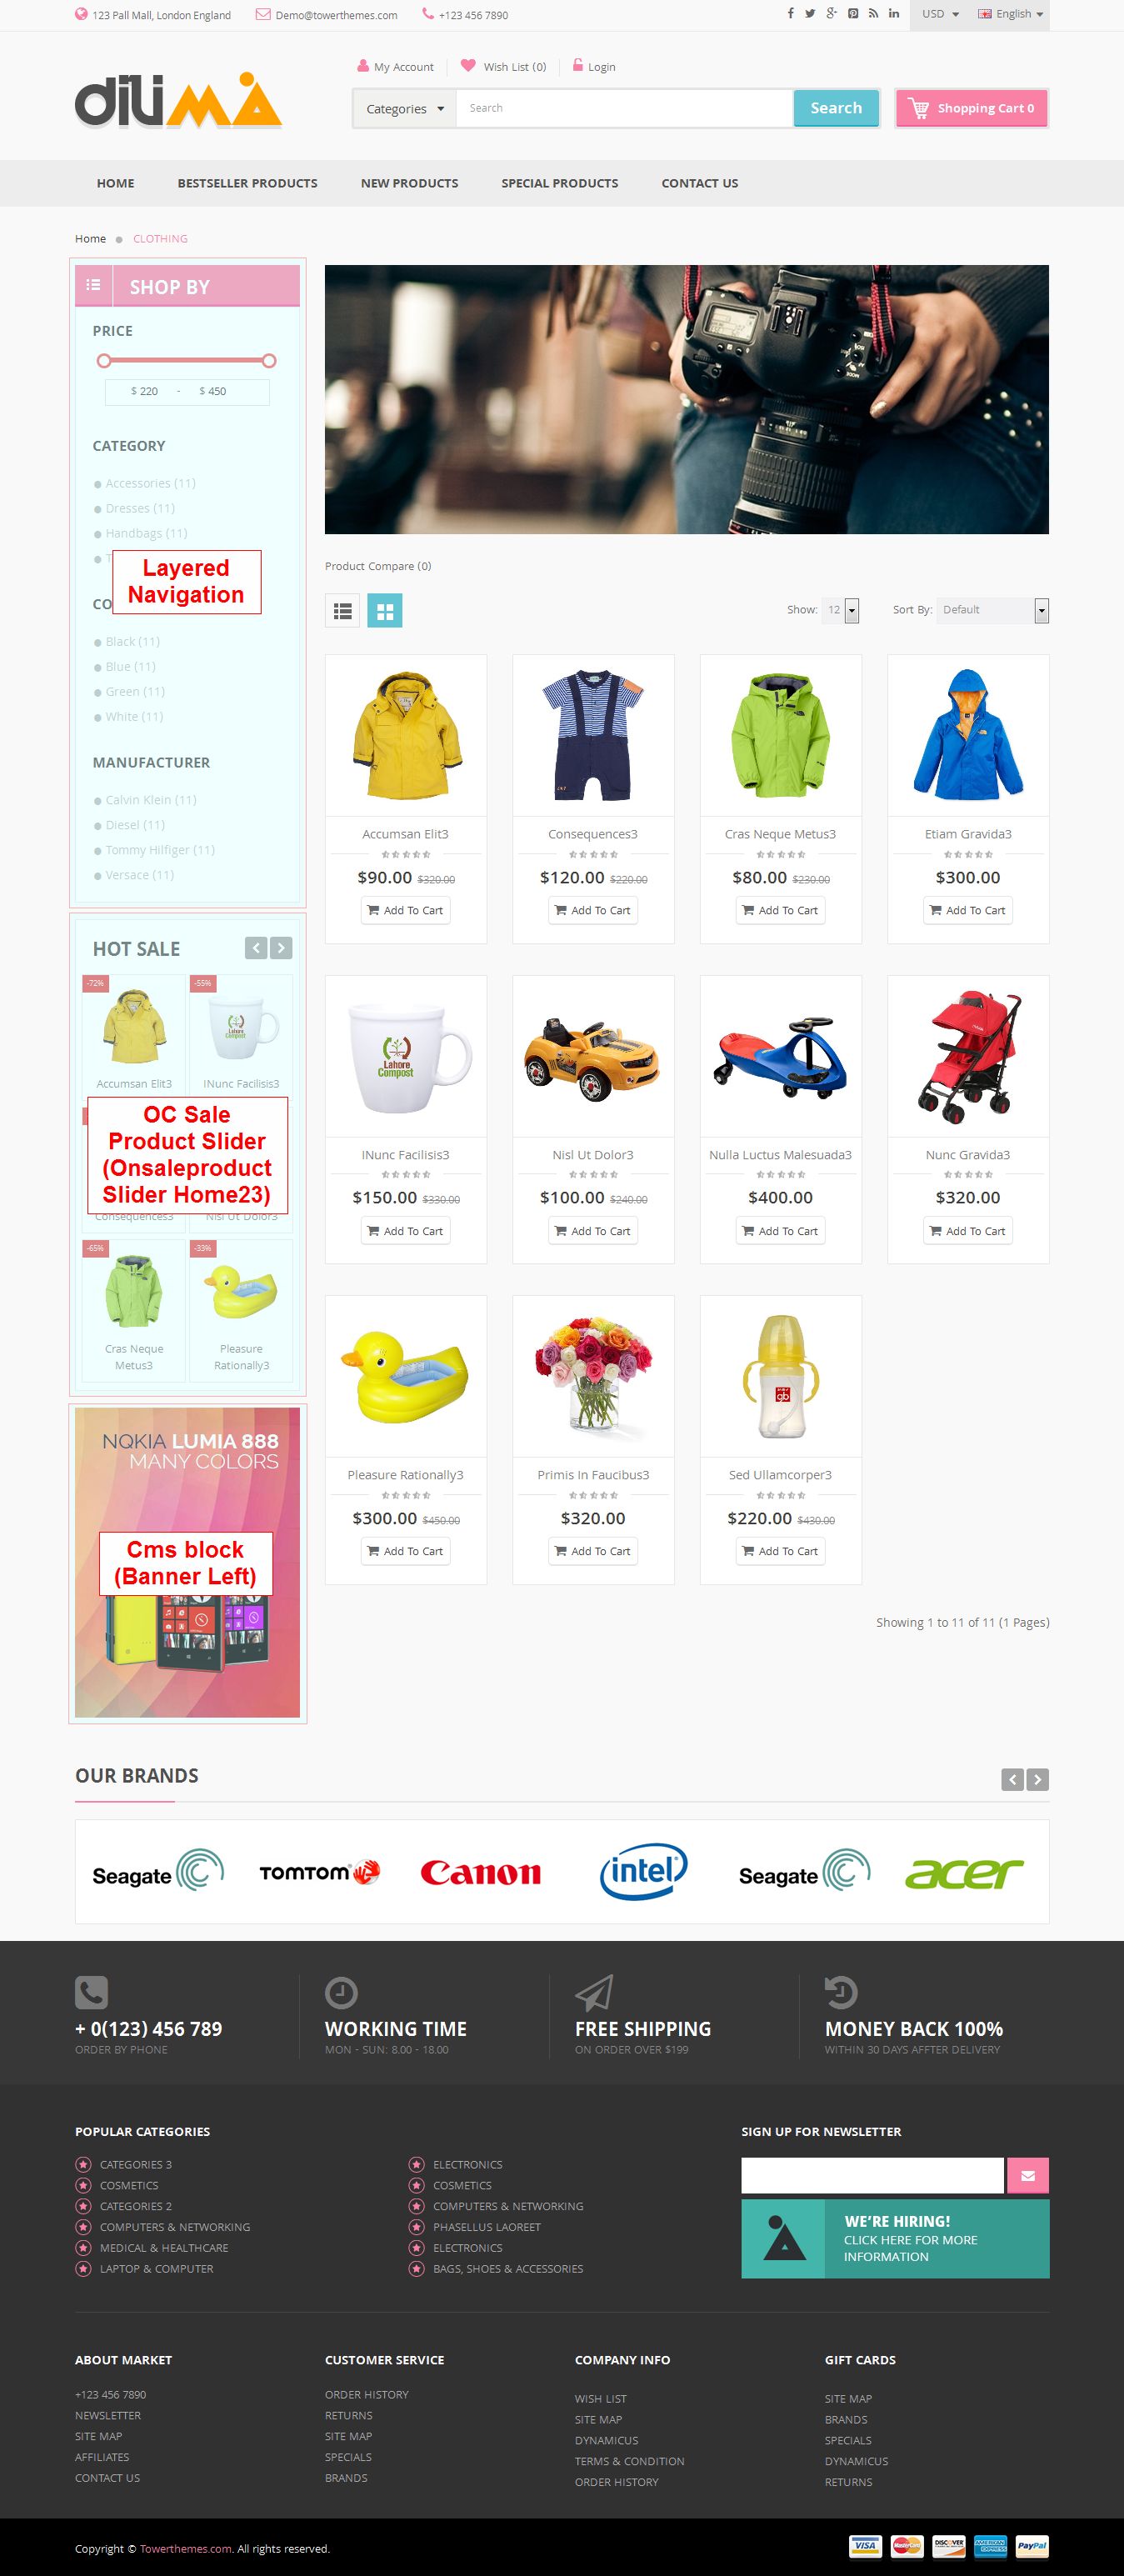 123 Pall Mall, London England
Demo@towerthemes.com
+123 456 7890
USD
English
My Account
Wish List (0)
Login
diliMA
Categories
Search
Search
Shopping Cart 0
HOME
BESTSELLER PRODUCTS
NEW PRODUCTS
SPECIAL PRODUCTS
CONTACT US
Home
CLOTHING
SHOP BY
PRICE
$ 220 - $ 450
CATEGORY
Accessories (11)
Dresses (11)
Handbags (11)
T
Layered
Navigation
CO
Black (11)
Blue (11)
Green (11)
White (11)
MANUFACTURER
Calvin Klein (11)
Diesel (11)
Tommy Hilfiger (11)
Versace (11)
HOT SALE
-72%
-55%
Accumsan Elit3
INunc Facilisis3
OC Sale
Product Slider
(Onsaleproduct
Slider Home23)
Consequences3
Nisl Ut Dolor3
-65%
-33%
Cras Neque
Metus3
Pleasure
Rationally3
NOKIA LUMIA 888
MANY COLORS
Cms block
(Banner Left)
Product Compare (0)
Show: 12
Sort By: Default
Accumsan Elit3
$90.00 $320.00
Add To Cart
Consequences3
$120.00 $220.00
Add To Cart
Cras Neque Metus3
$80.00 $230.00
Add To Cart
Etiam Gravida3
$300.00
Add To Cart
Lahore
Compost
INunc Facilisis3
$150.00 $330.00
Add To Cart
Nisl Ut Dolor3
$100.00 $240.00
Add To Cart
Nulla Luctus Malesuada3
$400.00
Add To Cart
Nunc Gravida3
$320.00
Add To Cart
Pleasure Rationally3
$300.00 $450.00
Add To Cart
Primis In Faucibus3
$320.00
Add To Cart
gb
Sed Ullamcorper3
$220.00 $430.00
Add To Cart
Showing 1 to 11 of 11 (1 Pages)
OUR BRANDS
Seagate
TOMTOM
Canon
intel
Seagate
acer
+ 0(123) 456 789
ORDER BY PHONE
WORKING TIME
MON - SUN: 8.00 - 18.00
FREE SHIPPING
ON ORDER OVER $199
MONEY BACK 100%
WITHIN 30 DAYS AFFTER DELIVERY
POPULAR CATEGORIES
CATEGORIES 3
COSMETICS
CATEGORIES 2
COMPUTERS & NETWORKING
MEDICAL & HEALTHCARE
LAPTOP & COMPUTER
ELECTRONICS
COSMETICS
COMPUTERS & NETWORKING
PHASELLUS LAOREET
ELECTRONICS
BAGS, SHOES & ACCESSORIES
SIGN UP FOR NEWSLETTER
WE'RE HIRING!
CLICK HERE FOR MORE
INFORMATION
ABOUT MARKET
+123 456 7890
NEWSLETTER
SITE MAP
AFFILIATES
CONTACT US
CUSTOMER SERVICE
ORDER HISTORY
RETURNS
SITE MAP
SPECIALS
BRANDS
COMPANY INFO
WISH LIST
SITE MAP
DYNAMICUS
TERMS & CONDITION
ORDER HISTORY
GIFT CARDS
SITE MAP
BRANDS
SPECIALS
DYNAMICUS
RETURNS
Copyright © Towerthemes.com. All rights reserved.
VISA
MasterCard
DISCOVER
AMERICAN EXPRESS
PayPal